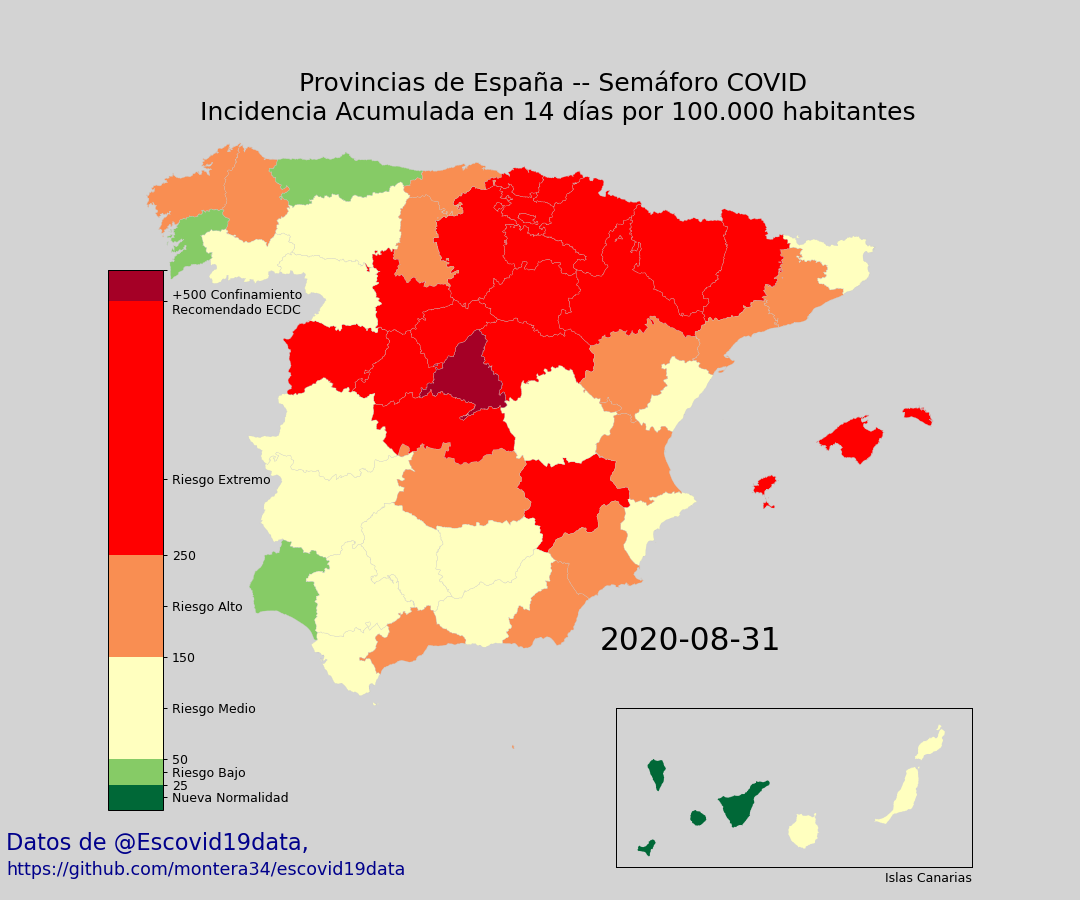 Provincias de España -- Semáforo COVID
Incidencia Acumulada en 14 días por 100.000 habitantes
+500 Confinamiento
Recomendado ECDC
Riesgo Extremo
250
Riesgo Alto
150
Riesgo Medio
50
Riesgo Bajo
25
Nueva Normalidad
2020-08-31
Islas Canarias
Datos de @Escovid19data,
https://github.com/montera34/escovid19data